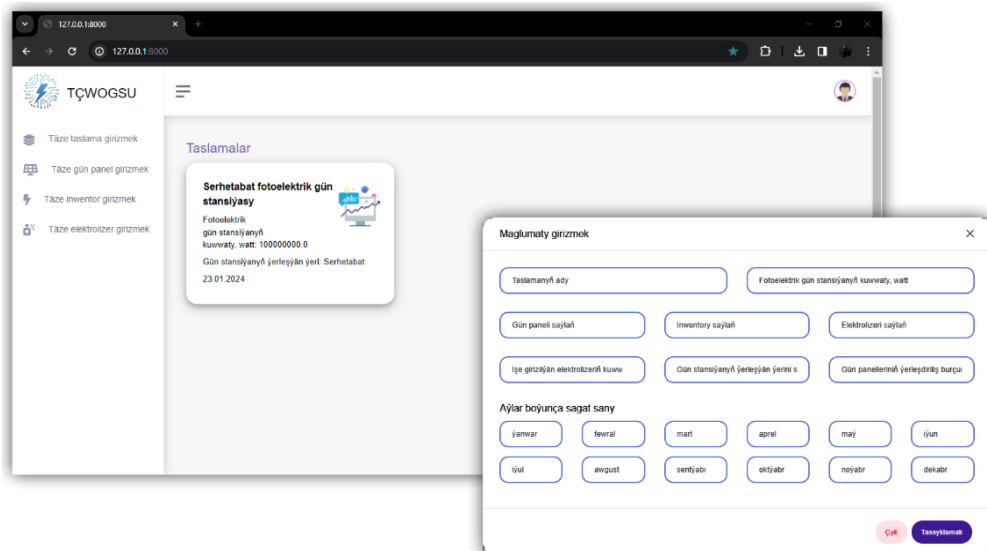 127.0.0.1:8000
127.0.0.1:8000
TÇWOGSU
Täze taslama girizmek
Täze gün panel girizmek
Täze inwentor girizmek
Täze elektrolizer girizmek
Taslamalar
Serhetabat fotoelektrik gün
stansiýasy
Fotoelektrik
gün stansiýanyň
kuwwaty, watt: 100000000.0
Gün stansiýanyň ýerleşýän ýeri: Serhetabat
23.01.2024
Maglumaty girizmek
Taslamanyň ady
Fotoelektrik gün stansiýanyň kuwwaty, watt
Gün paneli saýlaň
Inwentory saýlaň
Elektrolizeri saýlaň
Işe girizilýän elektrolizeriň kuww
Gün stansiýanyň ýerleşýän ýerini s
Gün panelleriniň ýerleşdiriliş burçur
Aýlar boýunça sagat sany
ýanwar
fewral
mart
aprel
maý
iýun
iýul
awgust
sentýabr
oktýabr
noýabr
dekabr
Çyk
Tassyklamak